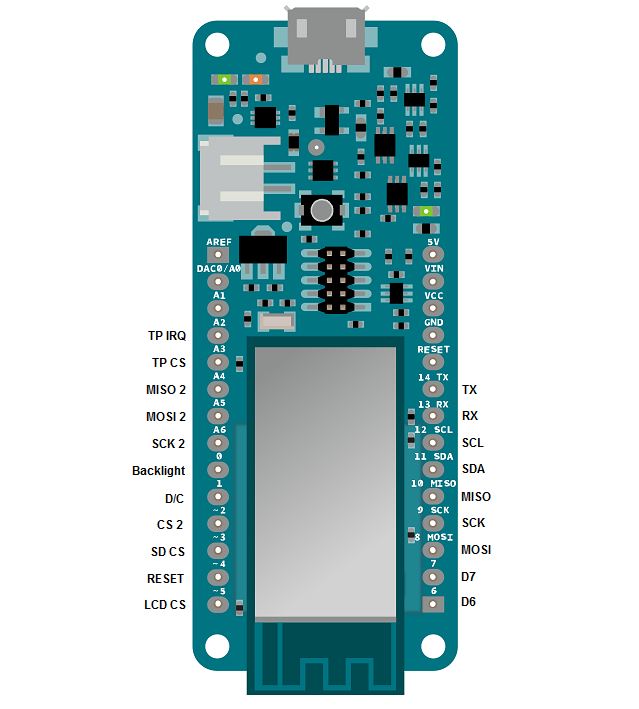 AREF
DAC0/A0
A1
A2
TP IRQ
A3
TP CS
A4
MISO 2
A5
MOSI 2
A6
SCK 2
0
Backlight
1
D/C
~2
CS 2
~3
SD CS
~4
RESET
~5
LCD CS
5V
VIN
VCC
GND
RESET
14 TX
TX
13 RX
RX
12 SCL
SCL
11 SDA
SDA
10 MISO
MISO
9 SCK
SCK
8 MOSI
MOSI
7
D7
6
D6